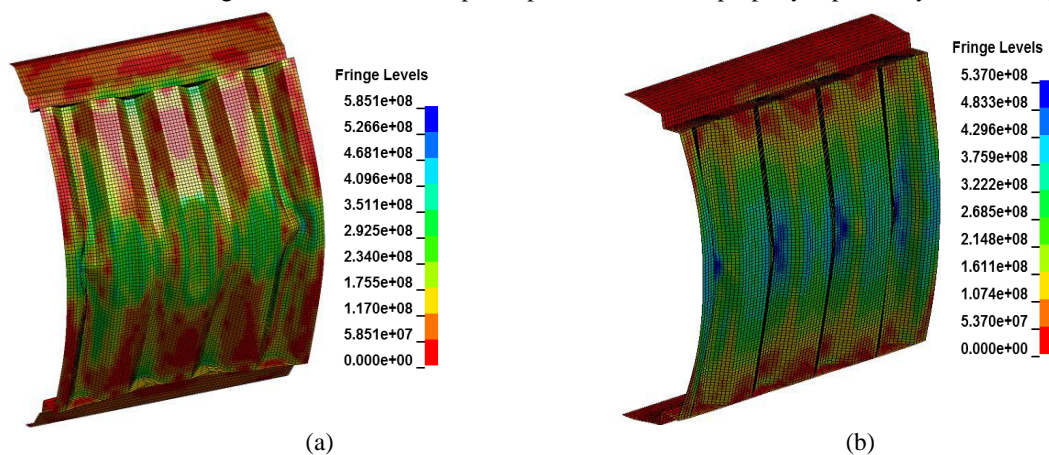 Fringe Levels
5.851e+08
5.266e+08
4.681e+08
4.096e+08
3.511e+08
2.925e+08
2.340e+08
1.755e+08
1.170e+08
5.851e+07
0.000e+00
(a)
Fringe Levels
5.370e+08
4.833e+08
4.296e+08
3.759e+08
3.222e+08
2.685e+08
2.148e+08
1.611e+08
1.074e+08
5.370e+07
0.000e+00
(b)